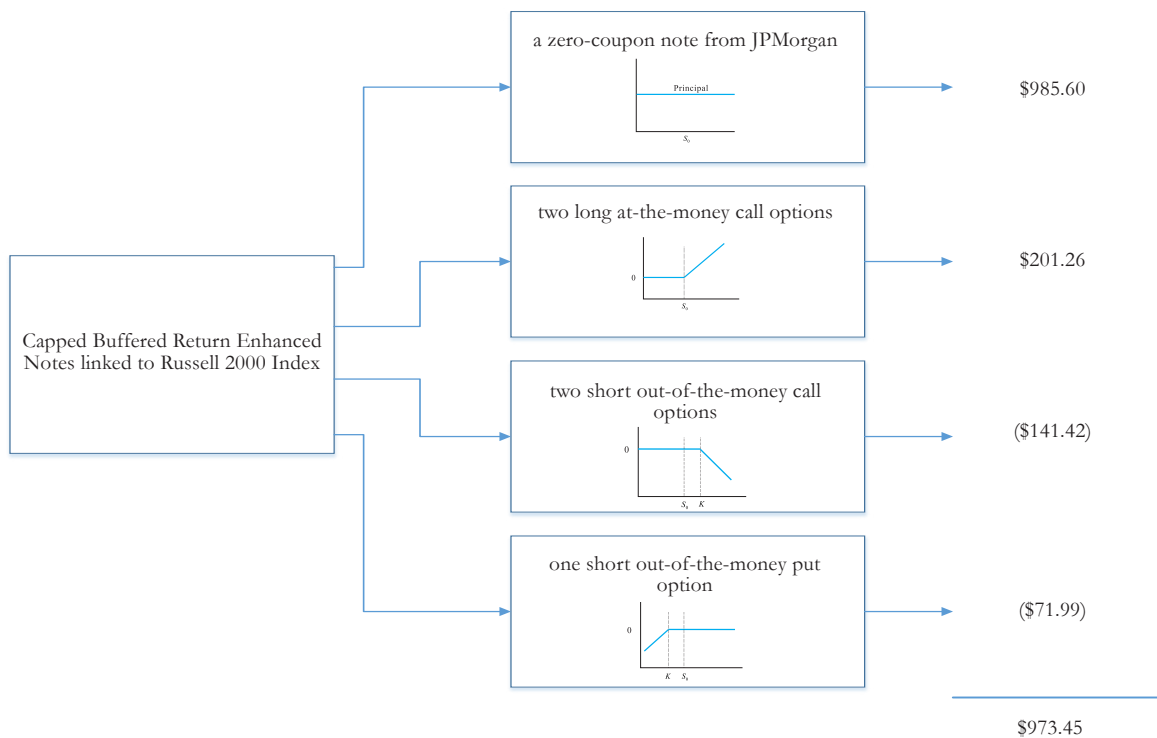 a zero-coupon note from JPMorgan
Principal
S₀
$985.60
two long at-the-money call options
0
S₀
$201.26
Capped Buffered Return Enhanced
Notes linked to Russell 2000 Index
two short out-of-the-money call
options
0
S₀ K
($141.42)
one short out-of-the-money put
option
0
K S₀
($71.99)
$973.45